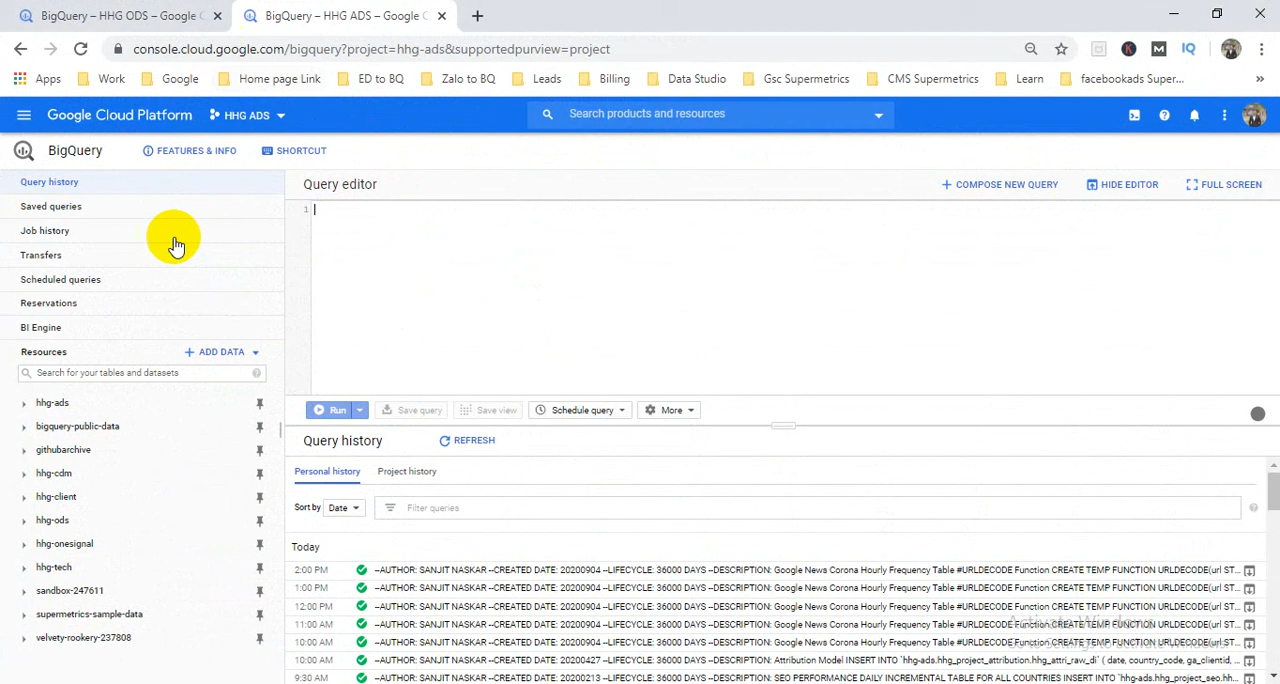 BigQuery – HHG ODS – Google C
BigQuery – HHG ADS – Google C
console.cloud.google.com/bigquery?project=hhg-ads&supportedpurview=project
Apps Work Google Home page Link ED to BQ Zalo to BQ Leads Billing Data Studio Gsc Supermetrics CMS Supermetrics Learn facebookads Super... »
Google Cloud Platform HHG ADS Search products and resources
BigQuery FEATURES & INFO SHORTCUT
Query history
Saved queries
Job history
Transfers
Scheduled queries
Reservations
BI Engine
Resources + ADD DATA
Search for your tables and datasets
hhg-ads
bigquery-public-data
githubarchive
hhg-cdm
hhg-client
hhg-ods
hhg-onesignal
hhg-tech
sandbox-247611
supermetrics-sample-data
velvety-rookery-237808
Query editor + COMPOSE NEW QUERY HIDE EDITOR FULL SCREEN
1
Run Save query Save view Schedule query More
Query history REFRESH
Personal history Project history
Sort by Date Filter queries
Today
2:00 PM --AUTHOR: SANJIT NASKAR --CREATED DATE: 20200904 --LIFECYCLE: 36000 DAYS --DESCRIPTION: Google News Corona Hourly Frequency Table #URLDECODE Function CREATE TEMP FUNCTION URLDECODE(url ST...
1:00 PM --AUTHOR: SANJIT NASKAR --CREATED DATE: 20200904 --LIFECYCLE: 36000 DAYS --DESCRIPTION: Google News Corona Hourly Frequency Table #URLDECODE Function CREATE TEMP FUNCTION URLDECODE(url ST...
12:00 PM --AUTHOR: SANJIT NASKAR --CREATED DATE: 20200904 --LIFECYCLE: 36000 DAYS --DESCRIPTION: Google News Corona Hourly Frequency Table #URLDECODE Function CREATE TEMP FUNCTION URLDECODE(url ST...
11:00 AM --AUTHOR: SANJIT NASKAR --CREATED DATE: 20200904 --LIFECYCLE: 36000 DAYS --DESCRIPTION: Google News Corona Hourly Frequency Table #URLDECODE Function CREATE TEMP FUNCTION URLDECODE(url ST...
10:00 AM --AUTHOR: SANJIT NASKAR --CREATED DATE: 20200904 --LIFECYCLE: 36000 DAYS --DESCRIPTION: Google News Corona Hourly Frequency Table #URLDECODE Function CREATE TEMP FUNCTION URLDECODE(url ST...
10:00 AM --AUTHOR: SANJIT NASKAR --CREATED DATE: 20200427 --LIFECYCLE: 36000 DAYS --DESCRIPTION: Attribution Model INSERT INTO `hhg-ads.hhg_project_attribution.hhg_attri_raw_di` ( date, country_code, ga_clientid, ...
9:30 AM --AUTHOR: SANJIT NASKAR --CREATED DATE: 20200213 --LIFECYCLE: 36000 DAYS --DESCRIPTION: SEO PERFORMANCE DAILY INCREMENTAL TABLE FOR ALL COUNTRIES INSERT INTO `hhg-ads.hhg_project_seo.hh...
Activate Windows
Go to Settings to activate Windows.